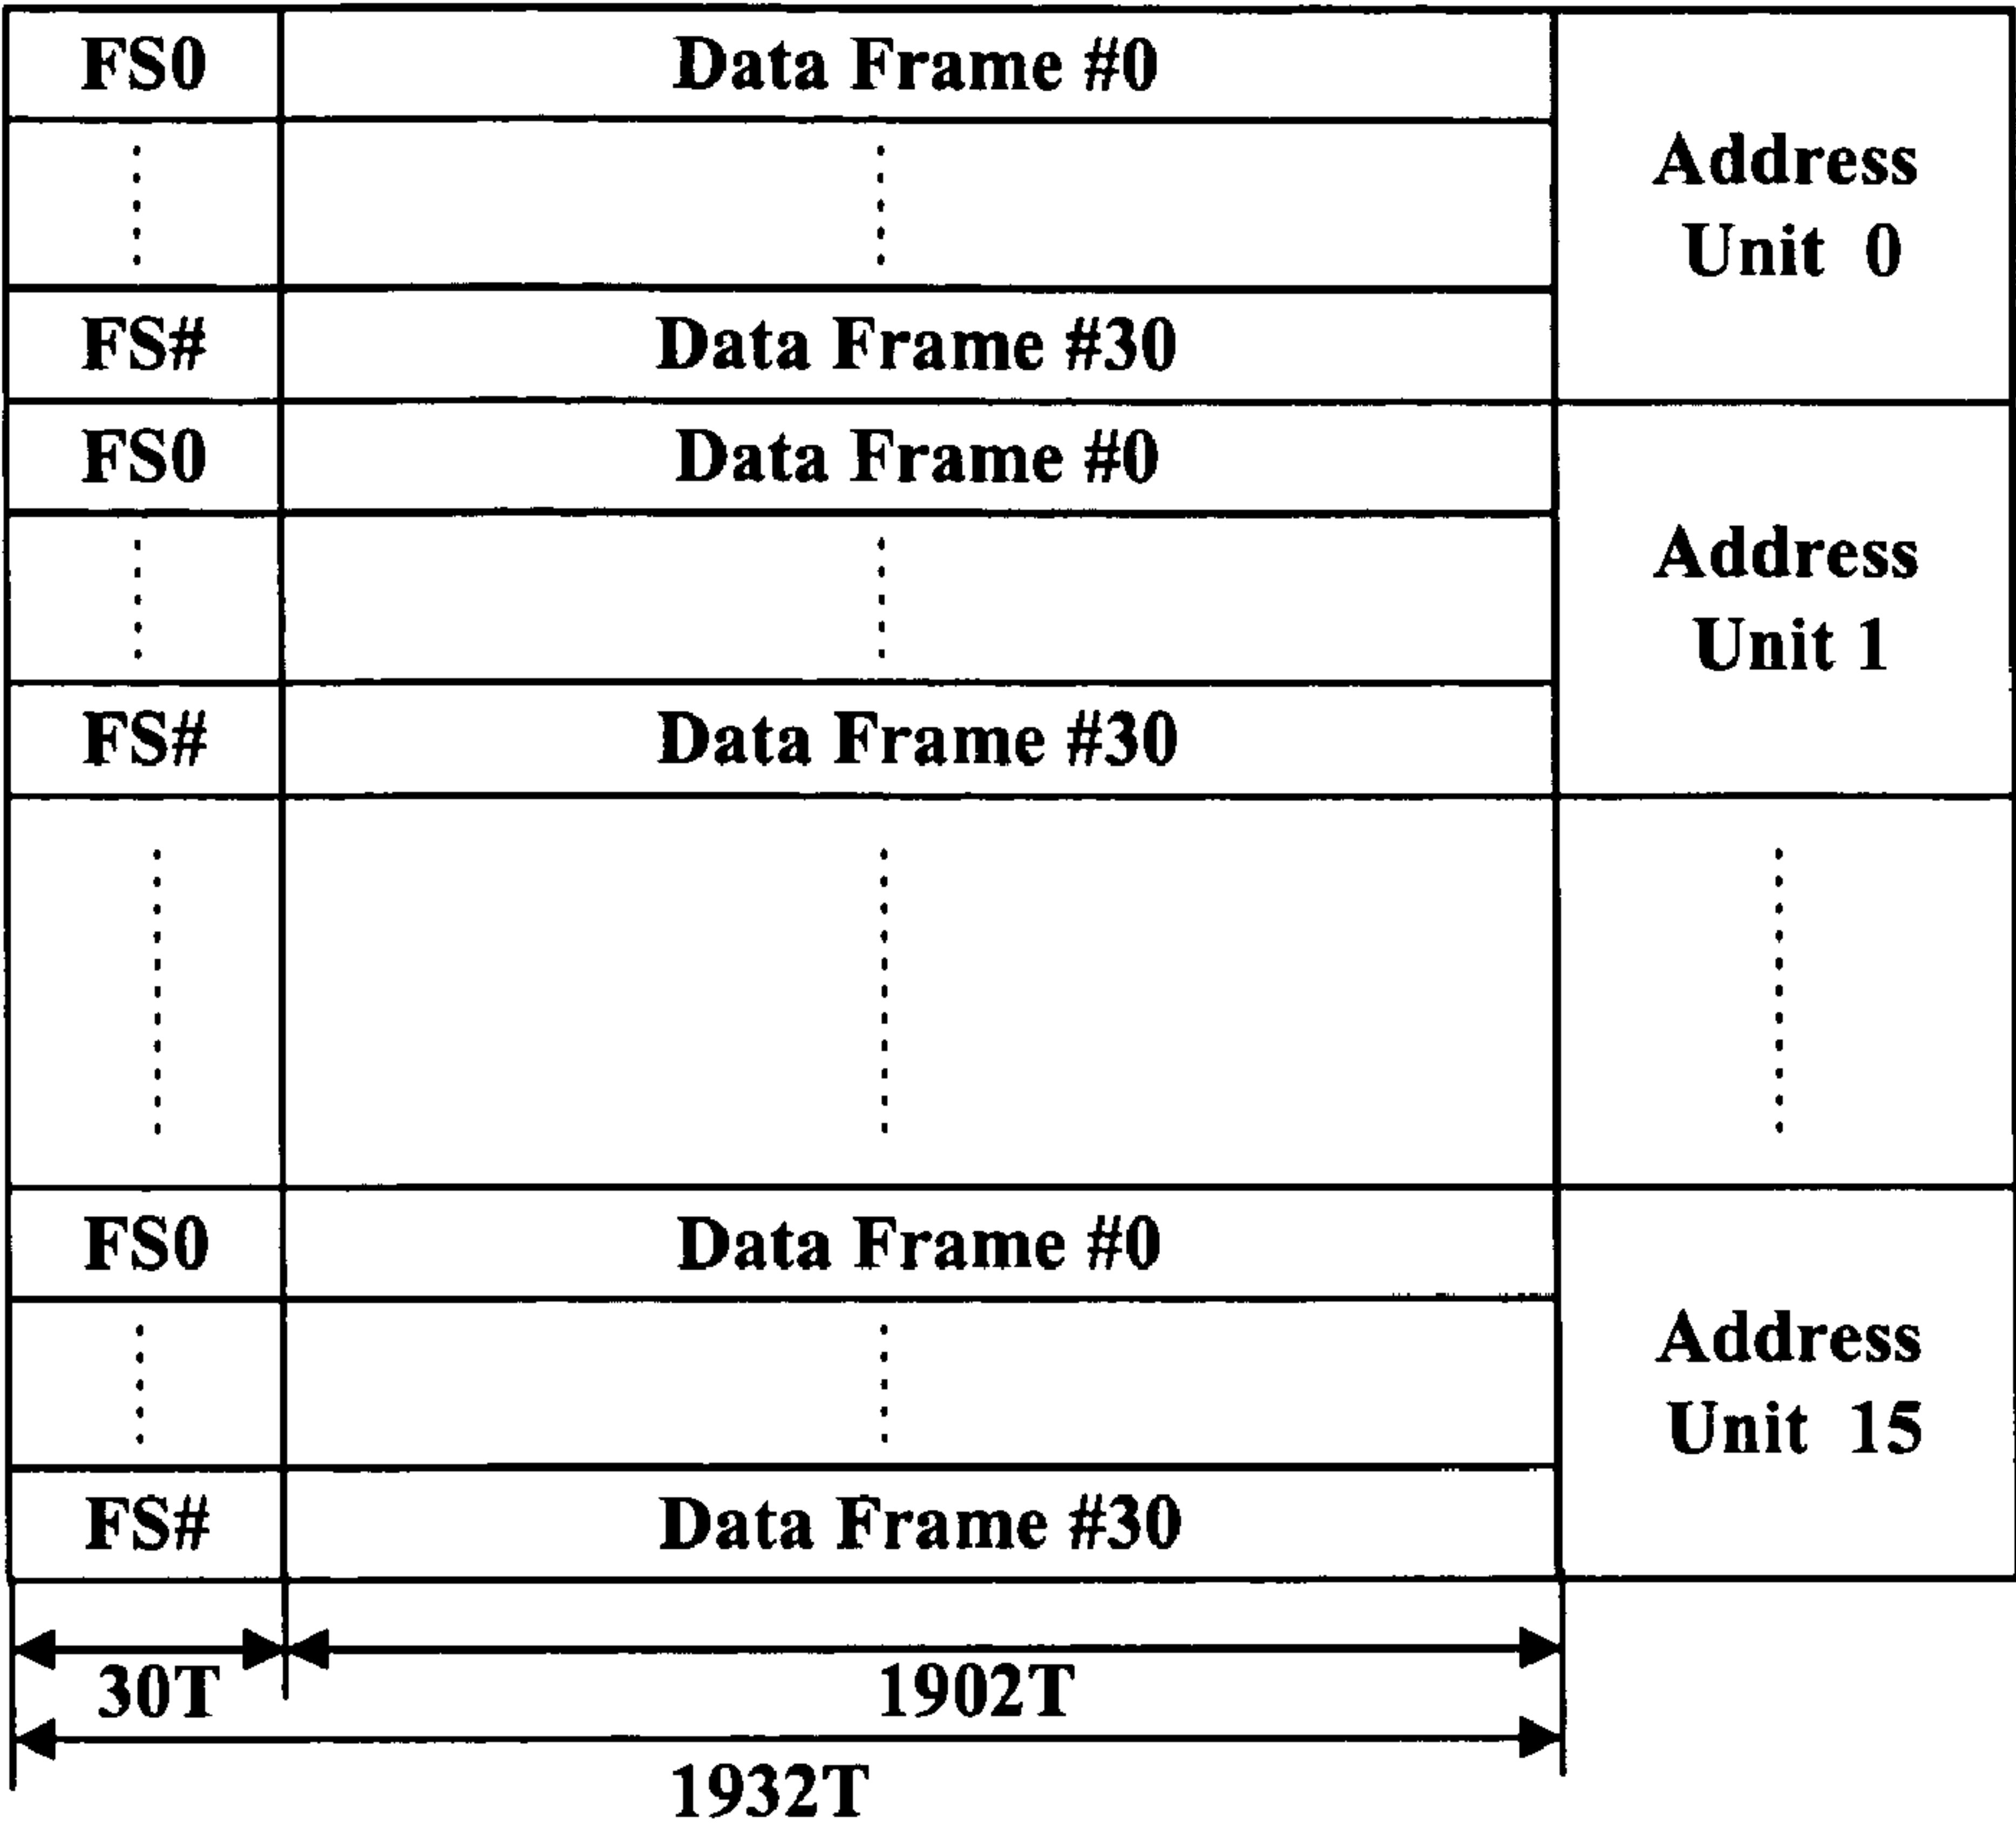 FS0 Data Frame #0
Address
Unit 0
FS# Data Frame #30
FS0 Data Frame #0
Address
Unit 1
FS# Data Frame #30
FS0 Data Frame #0
Address
Unit 15
FS# Data Frame #30
30T 1902T
1932T